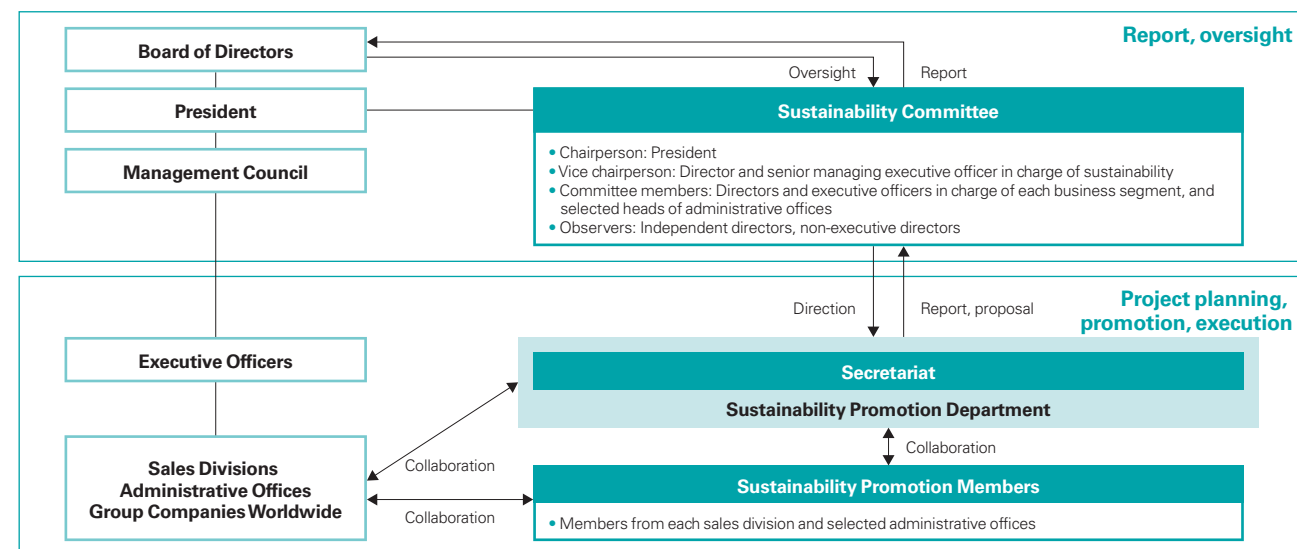 Report, oversight
Board of Directors
Oversight
Report
President
Sustainability Committee
Management Council
• Chairperson: President
• Vice chairperson: Director and senior managing executive officer in charge of sustainability
• Committee members: Directors and executive officers in charge of each business segment, and
selected heads of administrative offices
• Observers: Independent directors, non-executive directors
Project planning,
promotion, execution
Direction
Report, proposal
Executive Officers
Secretariat
Sustainability Promotion Department
Collaboration
Collaboration
Sales Divisions
Administrative Offices
Group Companies Worldwide
Collaboration
Sustainability Promotion Members
• Members from each sales division and selected administrative offices